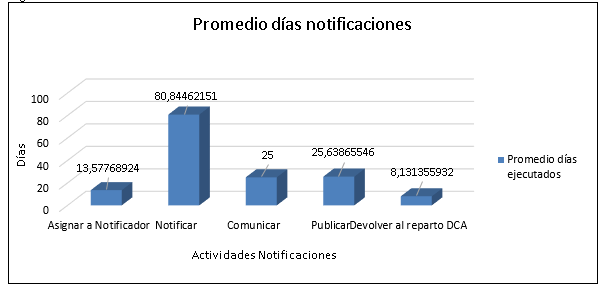 Promedio días notificaciones
100
80
60
40
20
0
Días
13,57768924
80,84462151
25
25,63865546
8,131355932
Asignar a Notificador
Notificar
Comunicar
Publicar
Devolver al reparto DCA
Actividades Notificaciones
Promedio días
ejecutados